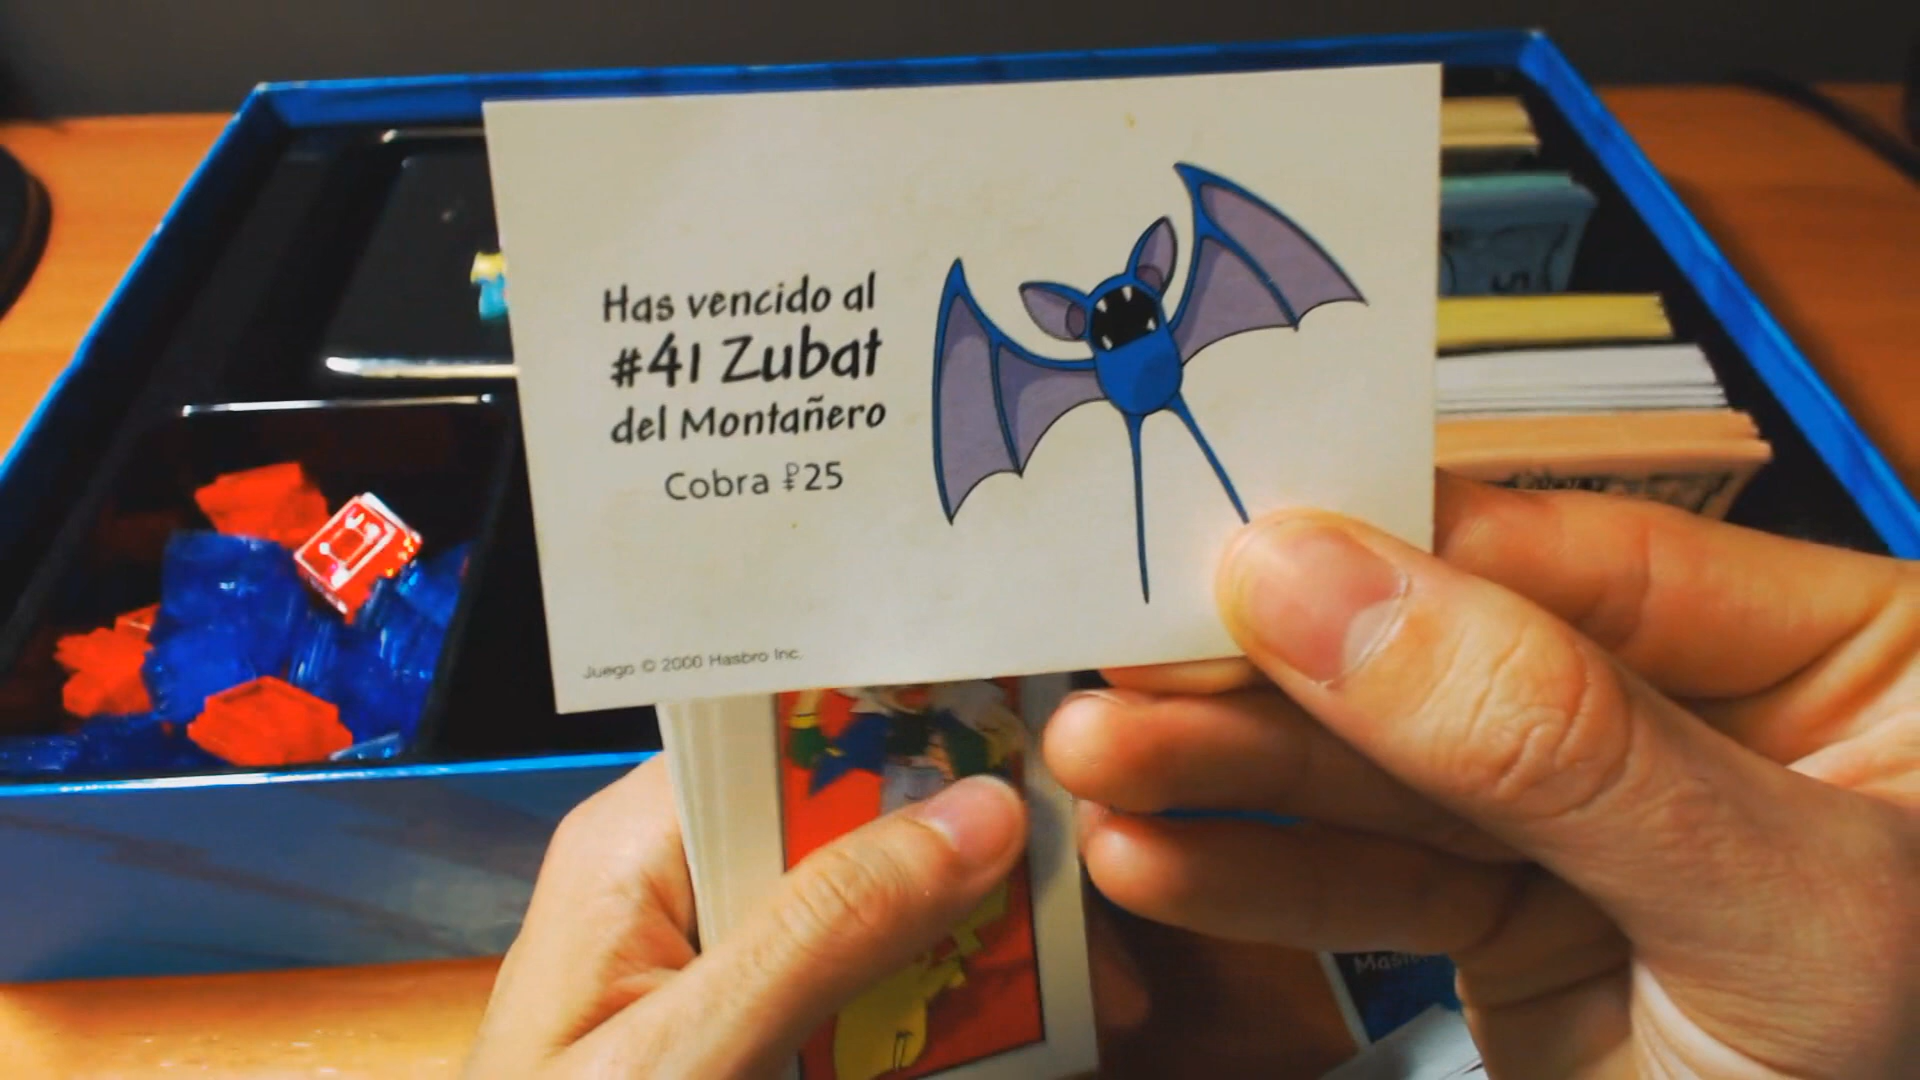 Has vencido al
#41 Zubat
del Montañero
Cobra ₽25
Juego © 2000 Hasbro Inc.